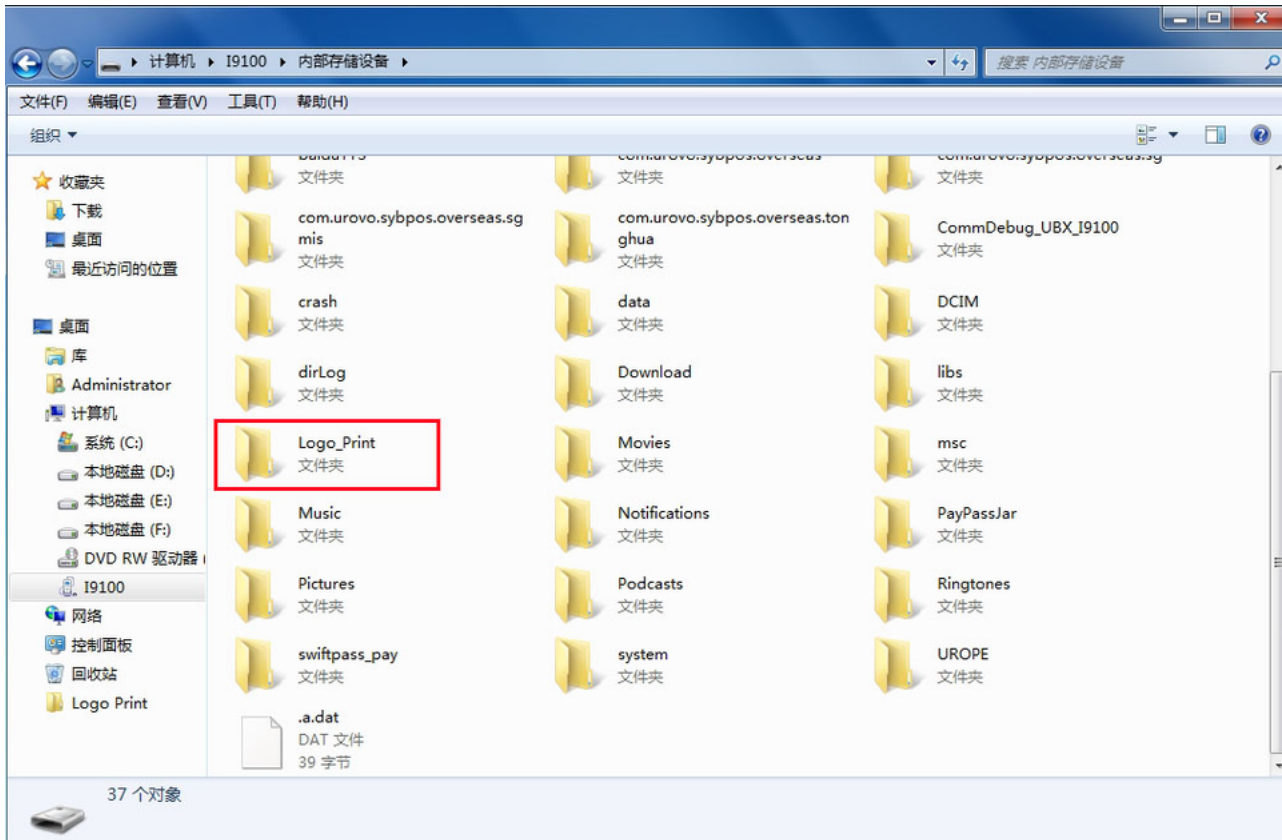 计算机 ▸ I9100 ▸ 内部存储设备 ▸
搜索 内部存储设备
文件(F) 编辑(E) 查看(V) 工具(T) 帮助(H)
组织
收藏夹
下载
桌面
最近访问的位置
桌面
库
Administrator
计算机
系统 (C:)
本地磁盘 (D:)
本地磁盘 (E:)
本地磁盘 (F:)
DVD RW 驱动器
I9100
网络
控制面板
回收站
Logo Print
文件夹
com.urovo.sybpos.overseas
文件夹
com.urovo.sybpos.overseas.sg
文件夹
com.urovo.sybpos.overseas.sg
mis
文件夹
com.urovo.sybpos.overseas.ton
ghua
文件夹
CommDebug_UBX_I9100
文件夹
crash
文件夹
data
文件夹
DCIM
文件夹
dirLog
文件夹
Download
文件夹
libs
文件夹
Logo_Print
文件夹
Movies
文件夹
msc
文件夹
Music
文件夹
Notifications
文件夹
PayPassJar
文件夹
Pictures
文件夹
Podcasts
文件夹
Ringtones
文件夹
swiftpass_pay
文件夹
system
文件夹
UROPE
文件夹
.a.dat
DAT 文件
39 字节
37 个对象